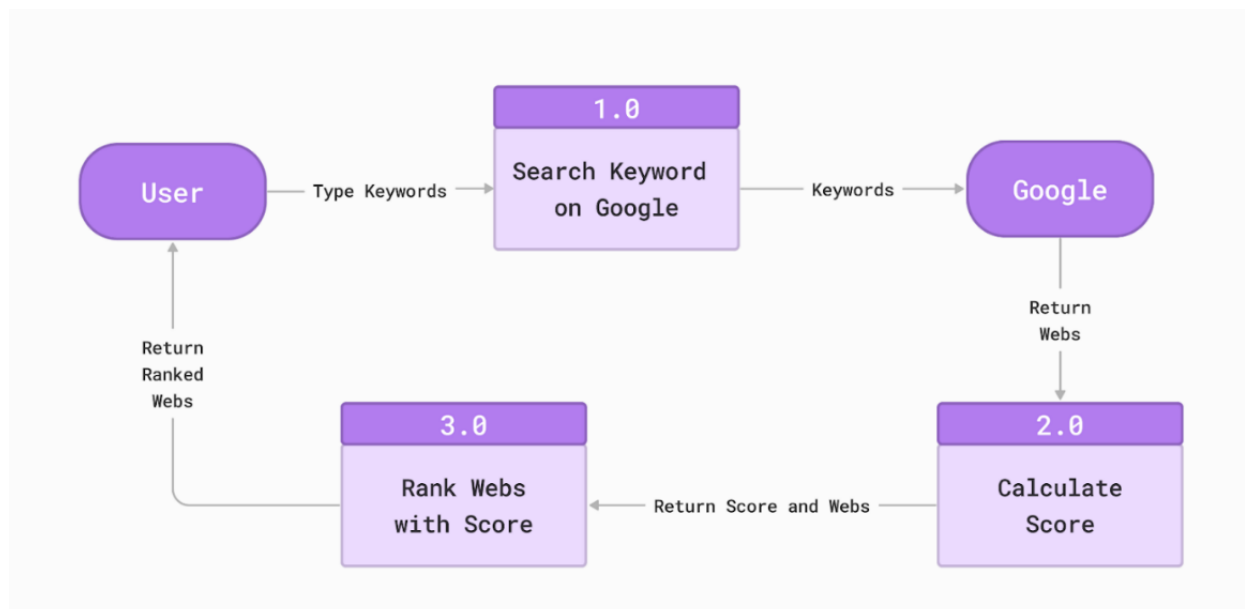 1.0
Search Keyword
on Google
User
Type Keywords
Keywords
Google
Return
Webs
Return
Ranked
Webs
3.0
Rank Webs
with Score
Return Score and Webs
2.0
Calculate
Score